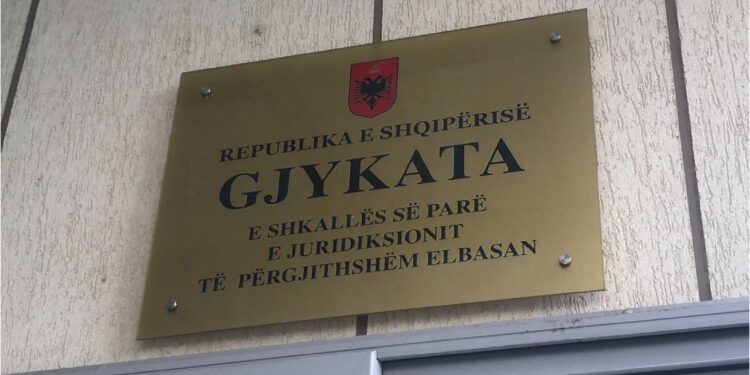 REPUBLIKA E SHQIPËRISË
GJYKATA
E SHKALLËS SË PARË
E JURIDIKSIONIT
TË PËRGJITHSHËM ELBASAN